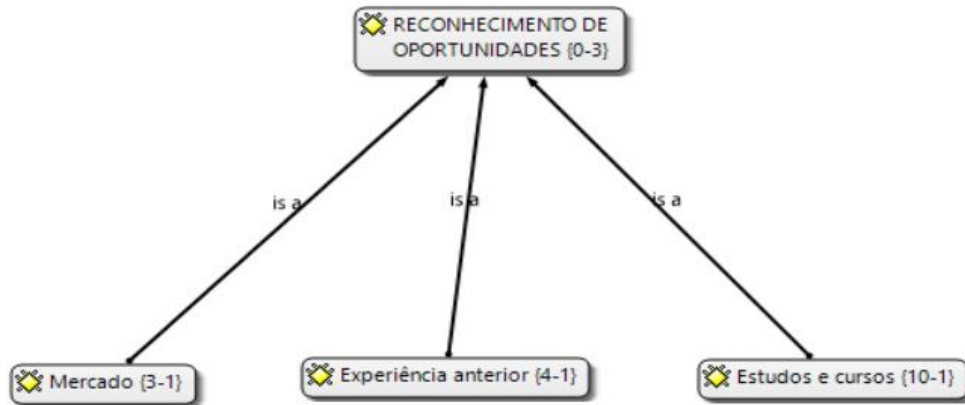 RECONHECIMENTO DE
OPORTUNIDADES {0-3}
is a
is a
is a
Mercado {3-1}
Experiência anterior {4-1}
Estudos e cursos {10-1}